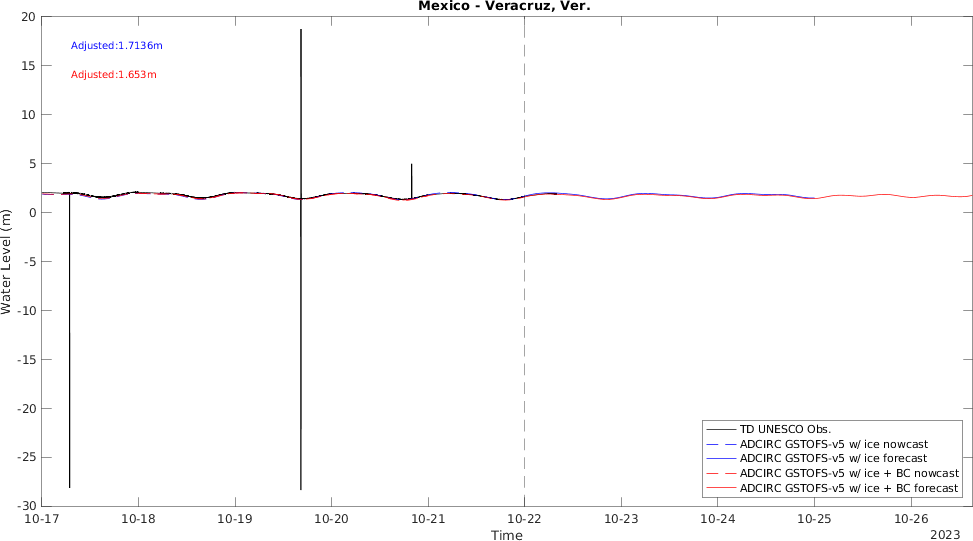 Mexico - Veracruz, Ver.
20
15
10
5
0
-5
-10
-15
-20
-25
-30
Water Level (m)
Adjusted:1.7136m
Adjusted:1.653m
TD UNESCO Obs.
ADCIRC GSTOFS-v5 w/ ice nowcast
ADCIRC GSTOFS-v5 w/ ice forecast
ADCIRC GSTOFS-v5 w/ ice + BC nowcast
ADCIRC GSTOFS-v5 w/ ice + BC forecast
10-17 10-18 10-19 10-20 10-21 10-22 10-23 10-24 10-25 10-26
Time
2023